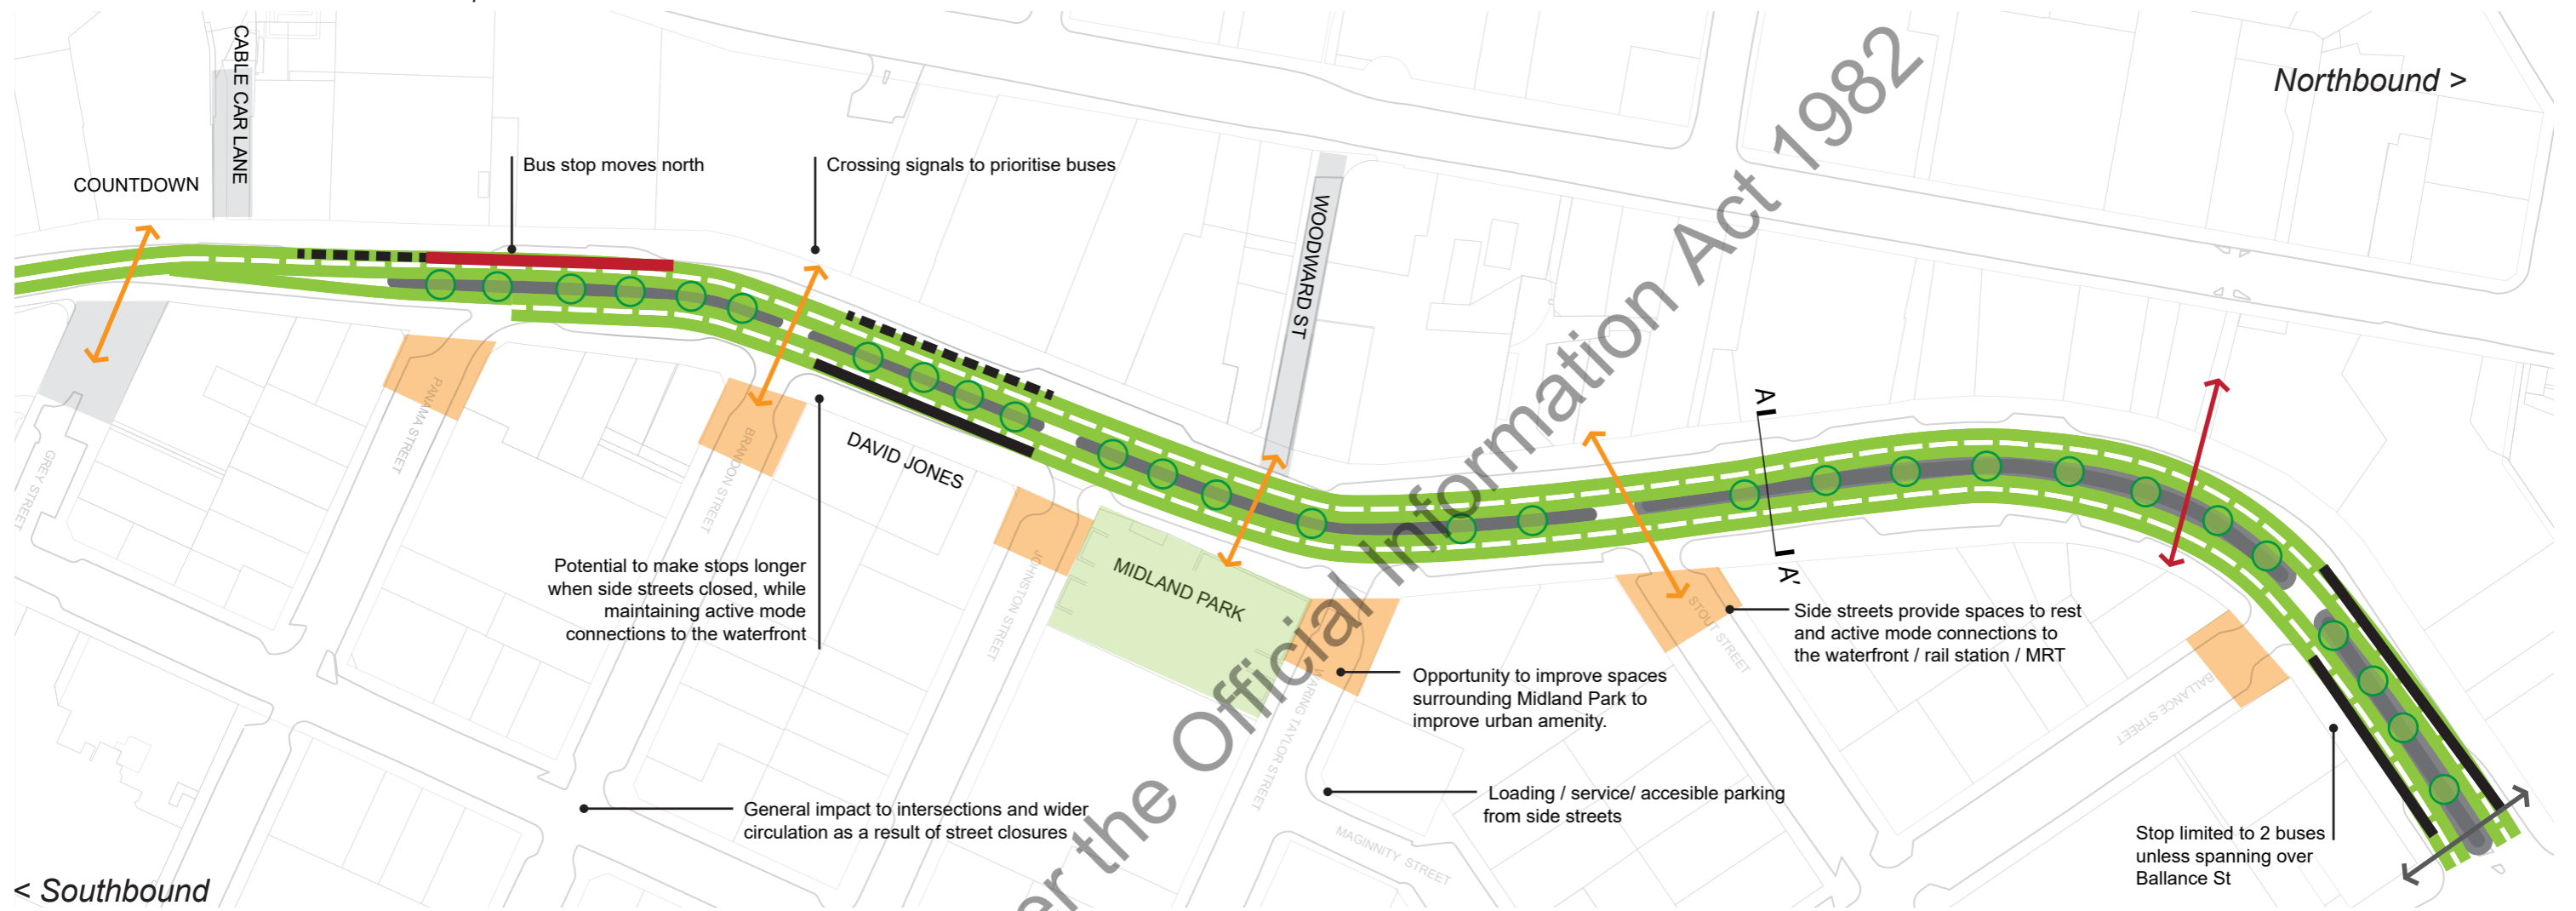 CABLE CAR LANE
COUNTDOWN
Bus stop moves north
Crossing signals to prioritise buses
Northbound >
WOODWARD ST
er the Official Information Act 1982
GREY STREET
PANAMA STREET
BRANDON STREET
DAVID JONES
JOHNSTON STREET
MIDLAND PARK
WARING TAYLOR STREET
STOUT STREET
BALLANCE STREET
MAGINNITY STREET
A
A'
Potential to make stops longer
when side streets closed, while
maintaining active mode
connections to the waterfront
Side streets provide spaces to rest
and active mode connections to
the waterfront / rail station / MRT
Opportunity to improve spaces
surrounding Midland Park to
improve urban amenity.
Loading / service/ accesible parking
from side streets
General impact to intersections and wider
circulation as a result of street closures
Stop limited to 2 buses
unless spanning over
Ballance St
< Southbound